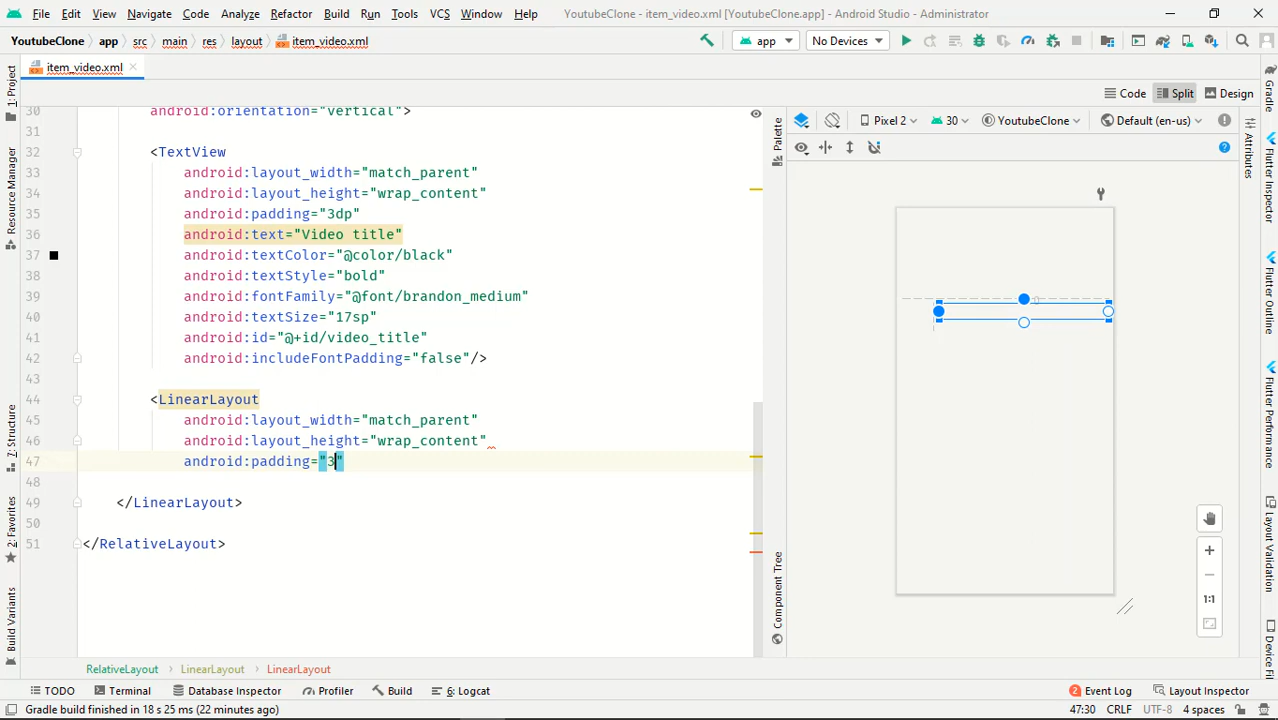 File Edit View Navigate Code Analyze Refactor Build Run Tools VCS Window Help YoutubeClone - item_video.xml [YoutubeClone.app] - Android Studio - Administrator
YoutubeClone app src main res layout item_video.xml app No Devices
item_video.xml
Code Split Design
1: Project
Resource Manager
Z: Structure
2: Favorites
Build Variants
30 android:orientation="vertical">
31
32 <TextView
33 android:layout_width="match_parent"
34 android:layout_height="wrap_content"
35 android:padding="3dp"
36 android:text="Video title"
37 android:textColor="@color/black"
38 android:textStyle="bold"
39 android:fontFamily="@font/brandon_medium"
40 android:textSize="17sp"
41 android:id="@+id/video_title"
42 android:includeFontPadding="false"/>
43
44 <LinearLayout
45 android:layout_width="match_parent"
46 android:layout_height="wrap_content"
47 android:padding="3"
48
49 </LinearLayout>
50
51 </RelativeLayout>
Palette
Component Tree
Pixel 2 30 YoutubeClone Default (en-us)
1:1
Gradle
Attributes
Flutter Inspector
Flutter Outline
Flutter Performance
Layout Validation
Device Fi
RelativeLayout LinearLayout LinearLayout
TODO Terminal Database Inspector Profiler Build 6: Logcat 2 Event Log Layout Inspector
Gradle build finished in 18 s 25 ms (22 minutes ago) 47:30 CRLF UTF-8 4 spaces